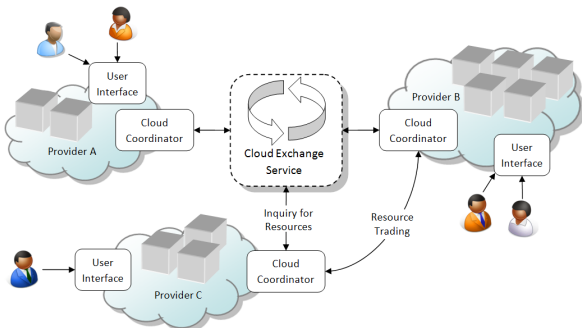 User
Interface
Cloud
Coordinator
Provider A
Cloud Exchange
Service
Provider B
Cloud
Coordinator
User
Interface
Inquiry for
Resources
Resource
Trading
User
Interface
Provider C
Cloud
Coordinator